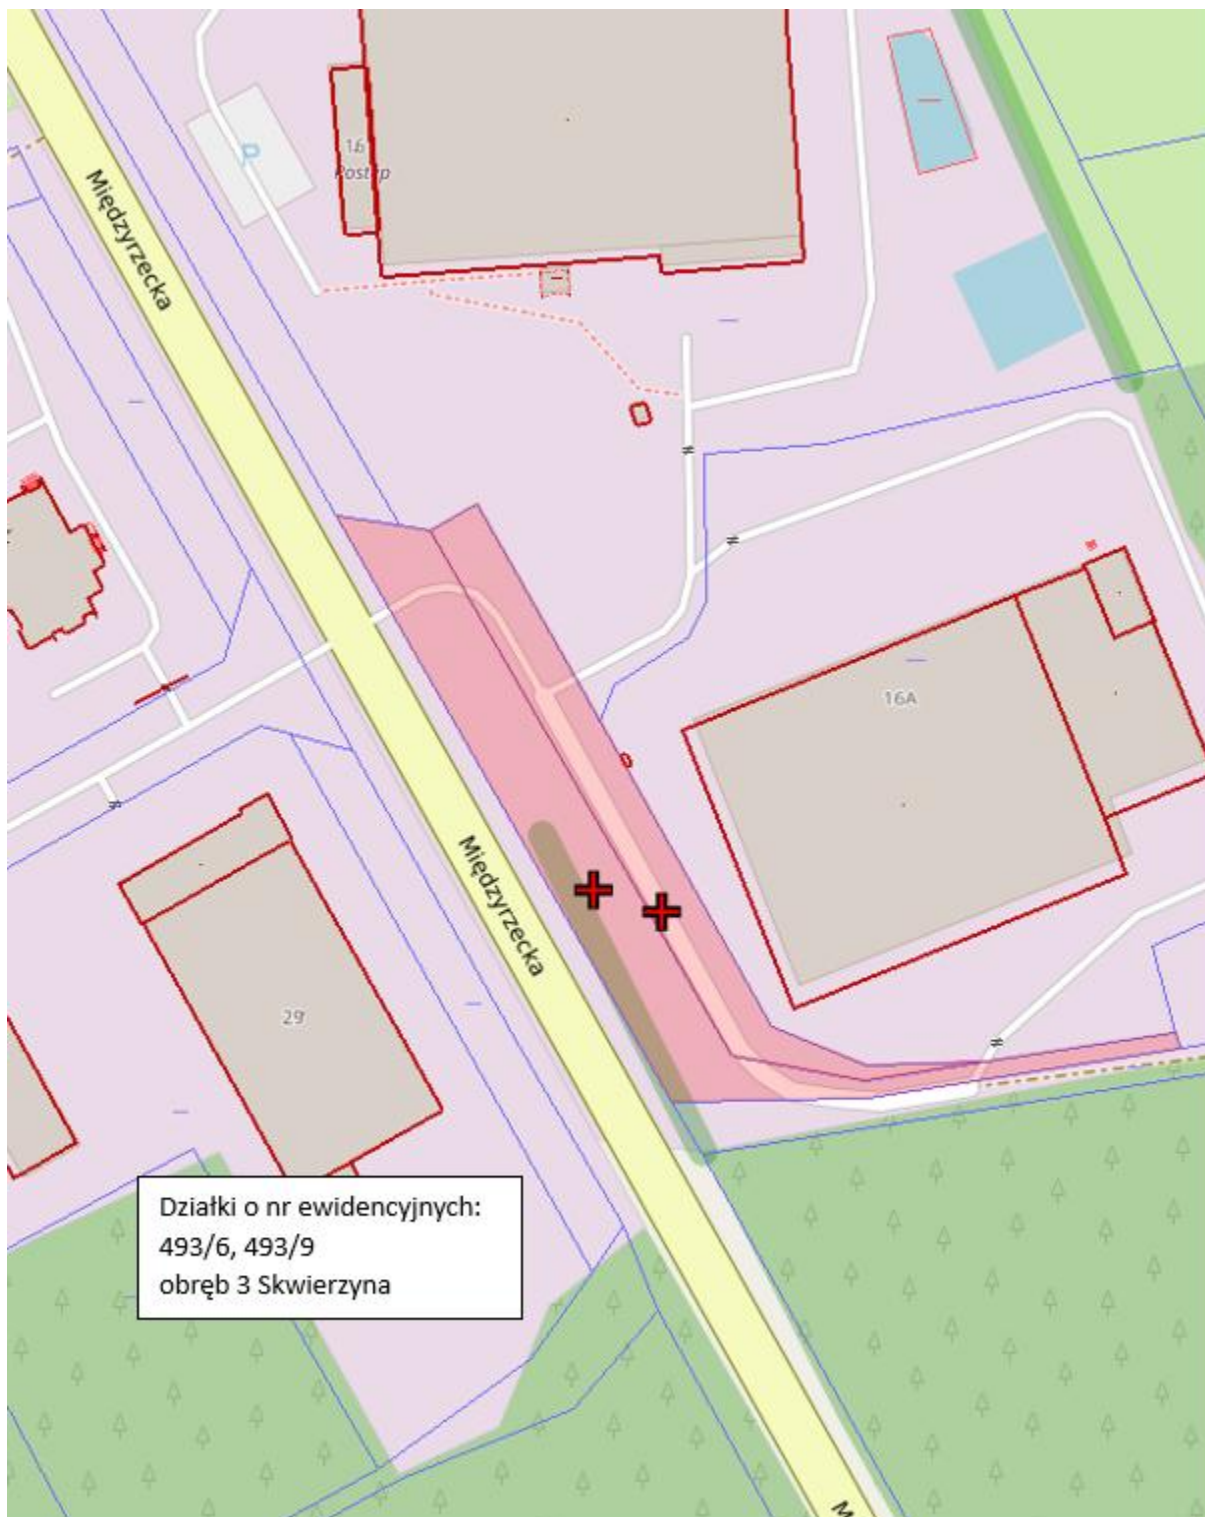 P
16
Postęp
Międzyrzecka
16A
Międzyrzecka
29
Działki o nr ewidencyjnych:
493/6, 493/9
obręb 3 Skwierzyna
M